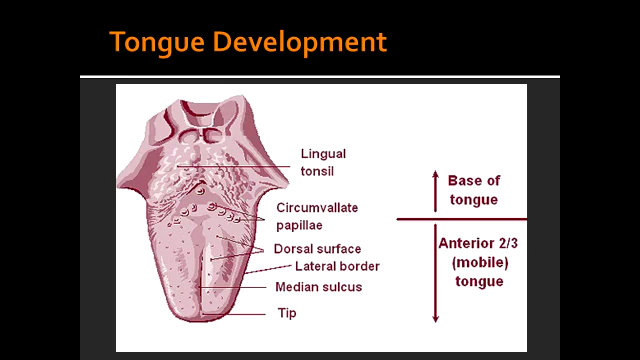 Tongue Development
Lingual
tonsil
Circumvallate
papillae
Dorsal surface
Lateral border
Median sulcus
Tip
Base of
tongue
Anterior 2/3
(mobile)
tongue